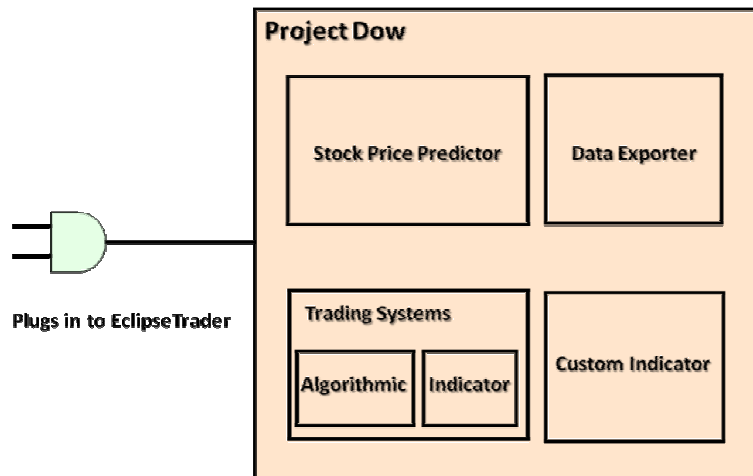 Project Dow
Stock Price Predictor
Data Exporter
Plugs in to EclipseTrader
Trading Systems
Algorithmic
Indicator
Custom Indicator